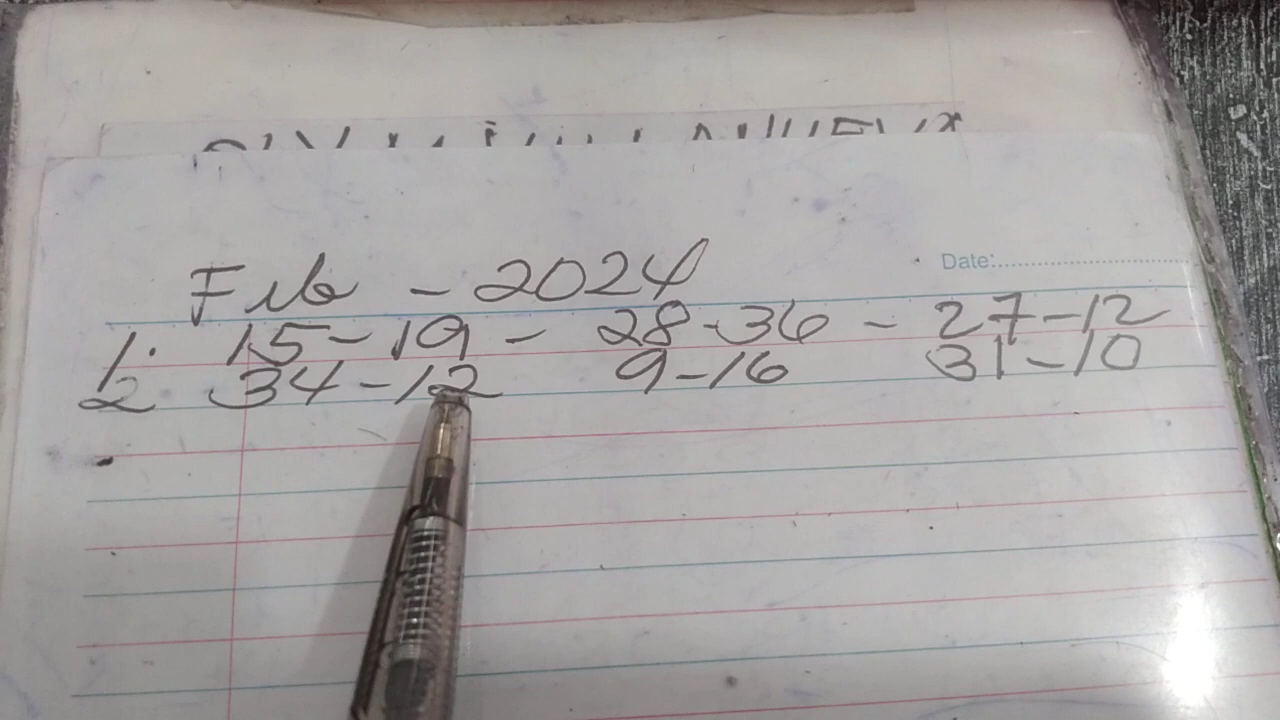 Date:
Feb - 2024
1. 15-19 - 28-36 - 27-12
2 34-12 9-16 31-10